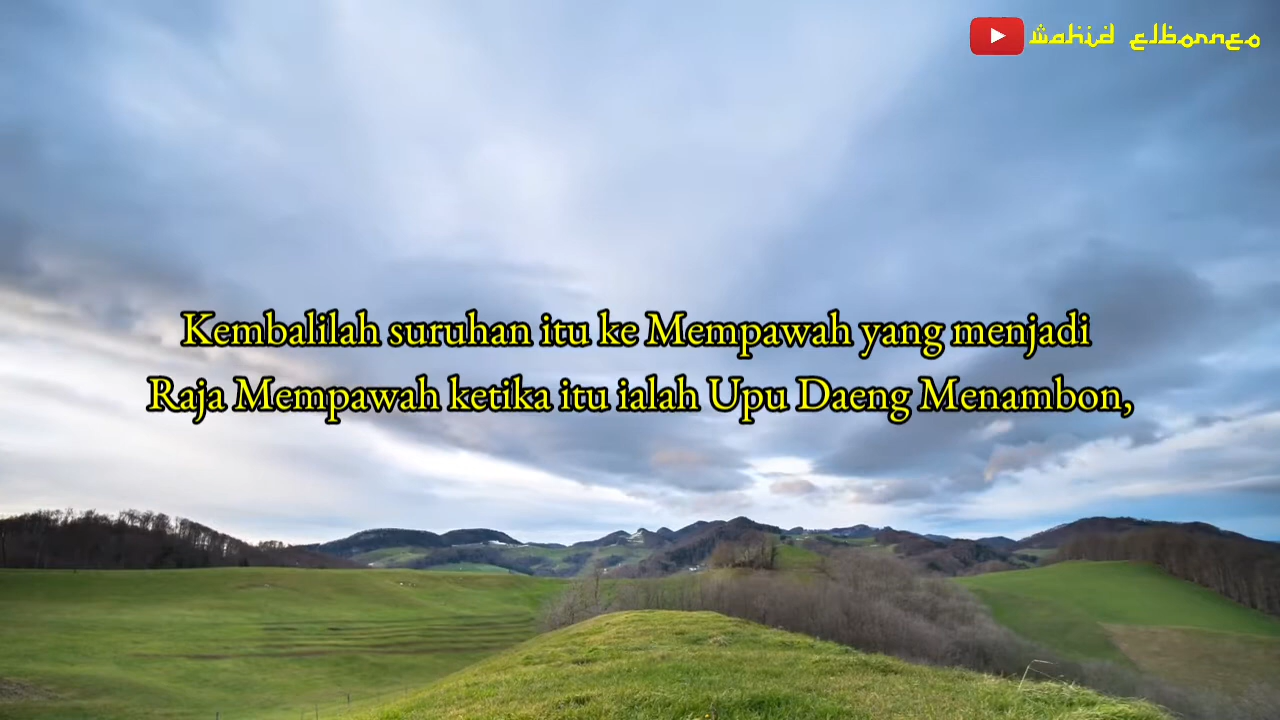 Wahid elborneo
Kembalilah suruhan itu ke Mempawah yang menjadi
Raja Mempawah ketika itu ialah Upu Daeng Menambon,